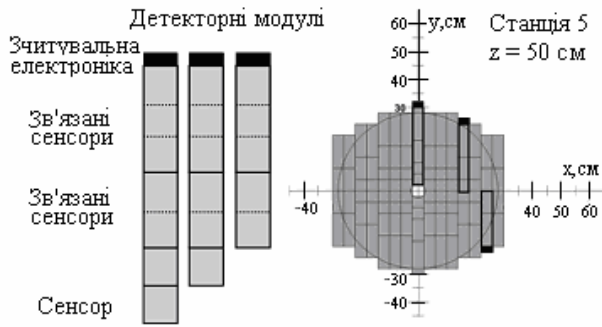 Детекторні модулі
Зчитувальна
електроніка
Зв'язані
сенсори
Зв'язані
сенсори
Сенсор
y,см
Станція 5
z = 50 см
60
50
40
30
x,см
-40
40 50 60
-30
-40